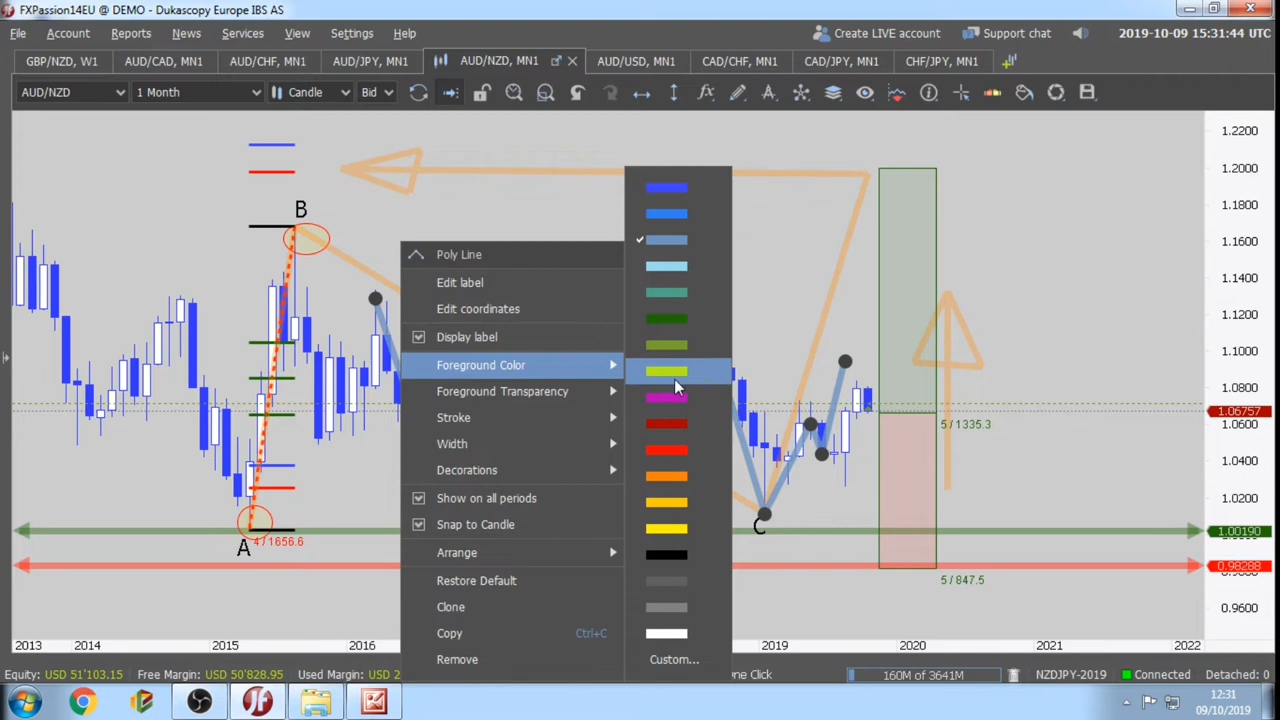 FXPassion14EU @ DEMO - Dukascopy Europe IBS AS
File Account Reports News Services View Settings Help Create LIVE account Support chat 2019-10-09 15:31:44 UTC
GBP/NZD, W1 AUD/CAD, MN1 AUD/CHF, MN1 AUD/JPY, MN1 AUD/NZD, MN1 AUD/USD, MN1 CAD/CHF, MN1 CAD/JPY, MN1 CHF/JPY, MN1
AUD/NZD 1 Month Candle Bid
1.2200
1.2000
1.1800
1.1600
1.1400
1.1200
1.1000
1.0800
1.06757
1.0600
1.0400
1.0200
1.00190
0.98288
0.9600
B
A
4 / 1656.6
C
5 / 1335.3
5 / 847.5
Poly Line
Edit label
Edit coordinates
Display label
Foreground Color
Foreground Transparency
Stroke
Width
Decorations
Show on all periods
Snap to Candle
Arrange
Restore Default
Clone
Copy Ctrl+C
Remove
Custom...
2013 2014 2015 2016 2019 2020 2021 2022
Equity: USD 51'103.15 Free Margin: USD 50'828.95 Used Margin: USD 2 One Click 160M of 3641M NZDJPY-2019 Connected Detached: 0
12:31
09/10/2019